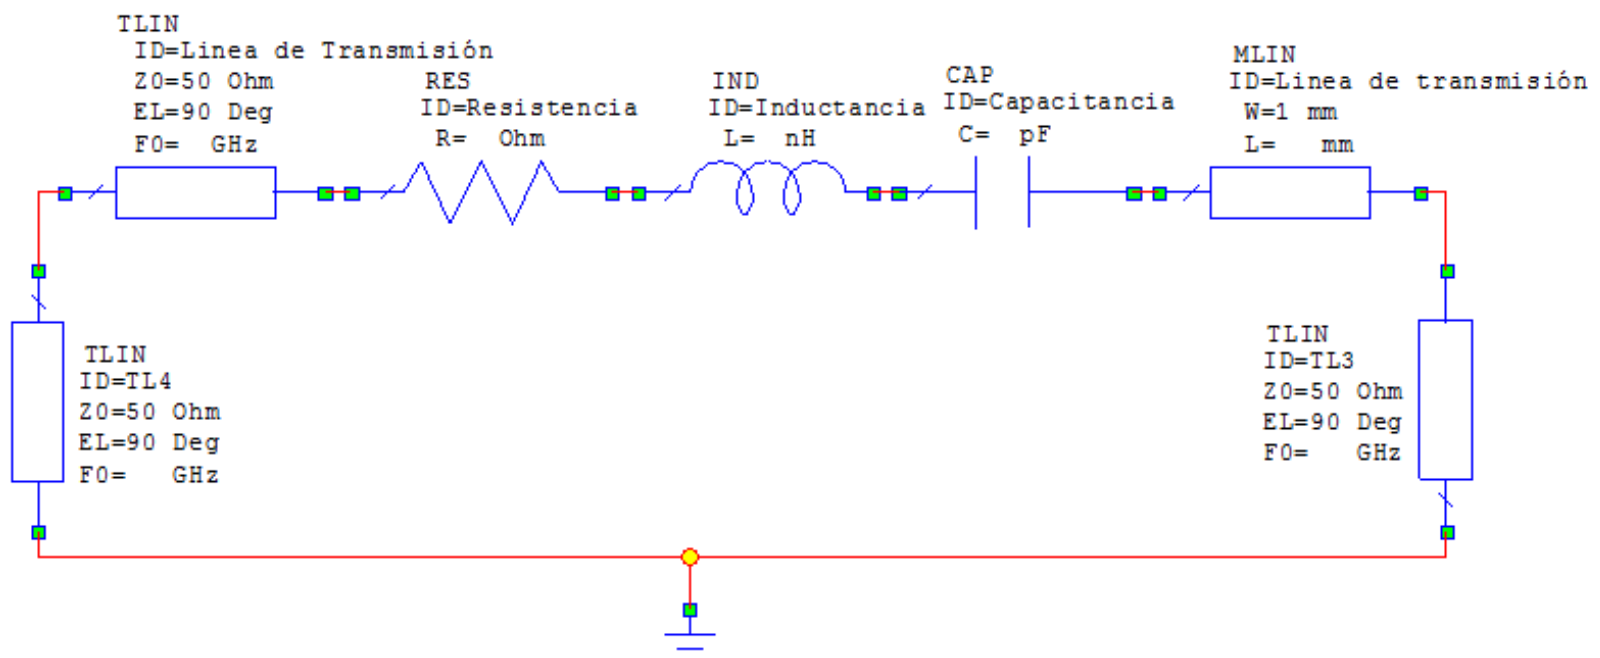 TLIN
ID=Linea de Transmisión
Z0=50 Ohm
EL=90 Deg
F0=  GHz
RES
ID=Resistencia
R=  Ohm
IND
ID=Inductancia
L=  nH
CAP
ID=Capacitancia
C=  pF
MLIN
ID=Linea de transmisión
W=1 mm
L=   mm
TLIN
ID=TL4
Z0=50 Ohm
EL=90 Deg
F0=   GHz
TLIN
ID=TL3
Z0=50 Ohm
EL=90 Deg
F0=   GHz